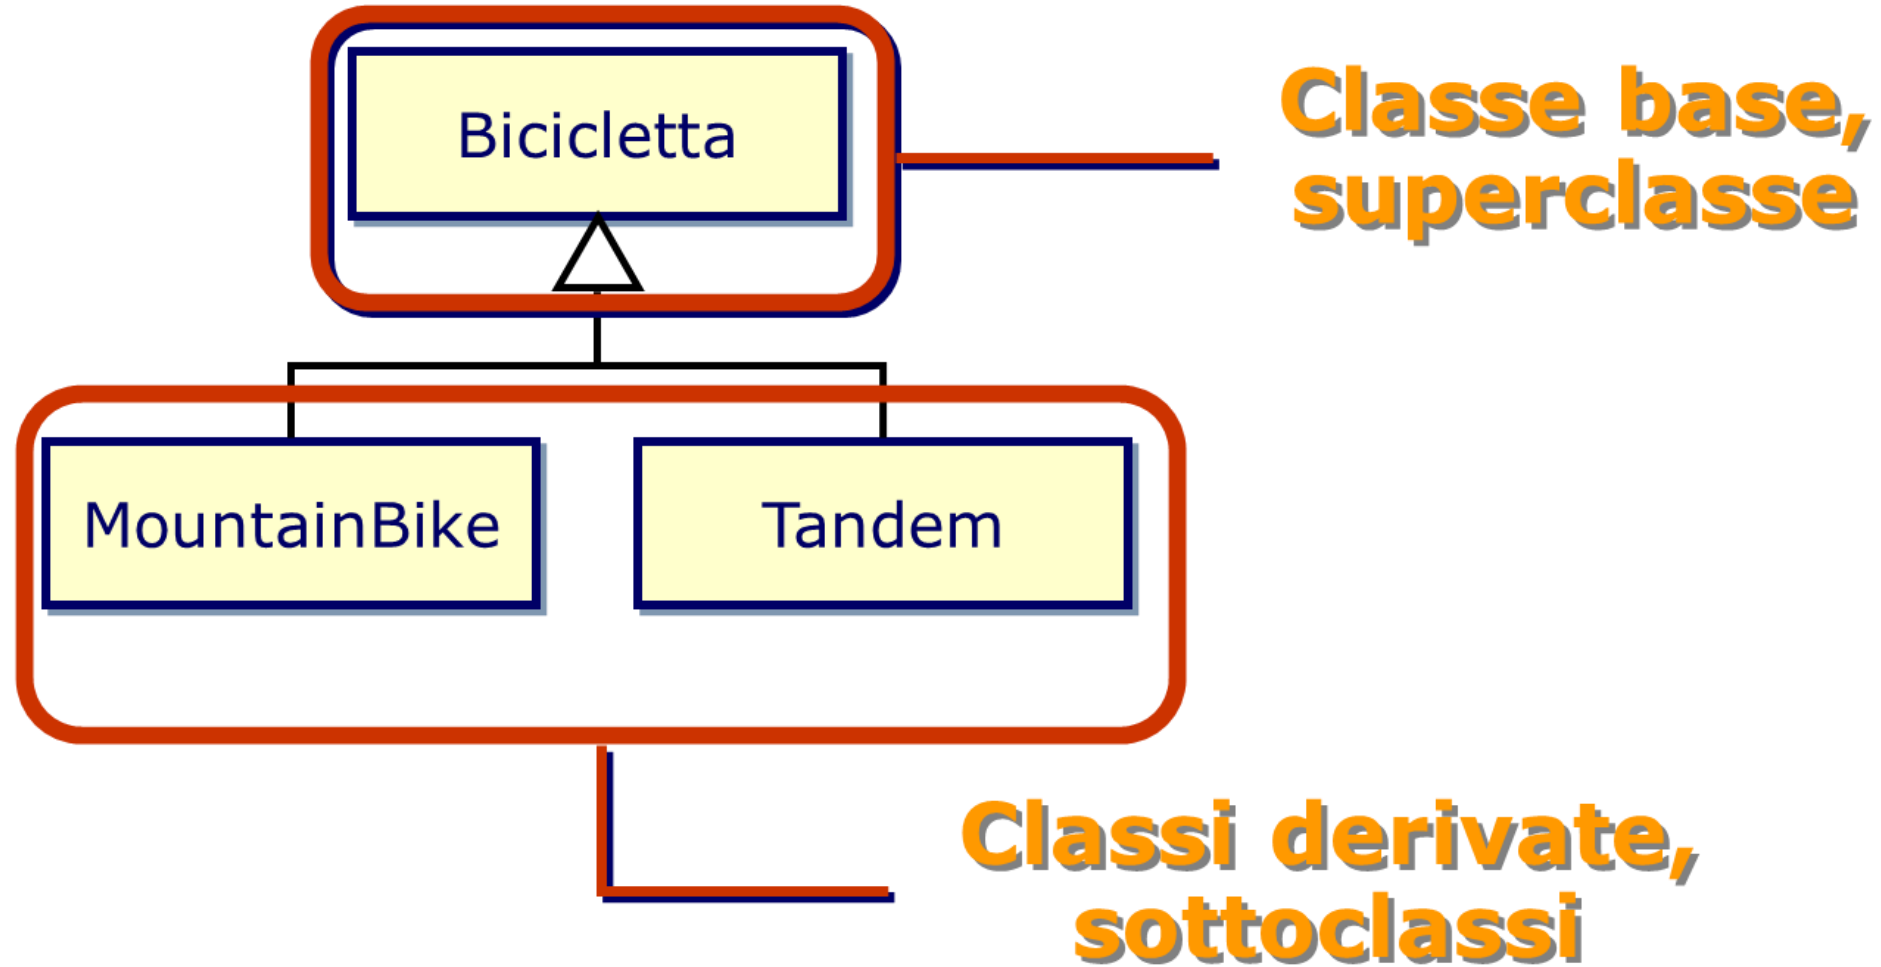 Bicicletta
Classe base,
superclasse
MountainBike
Tandem
Classi derivate,
sottoclassi